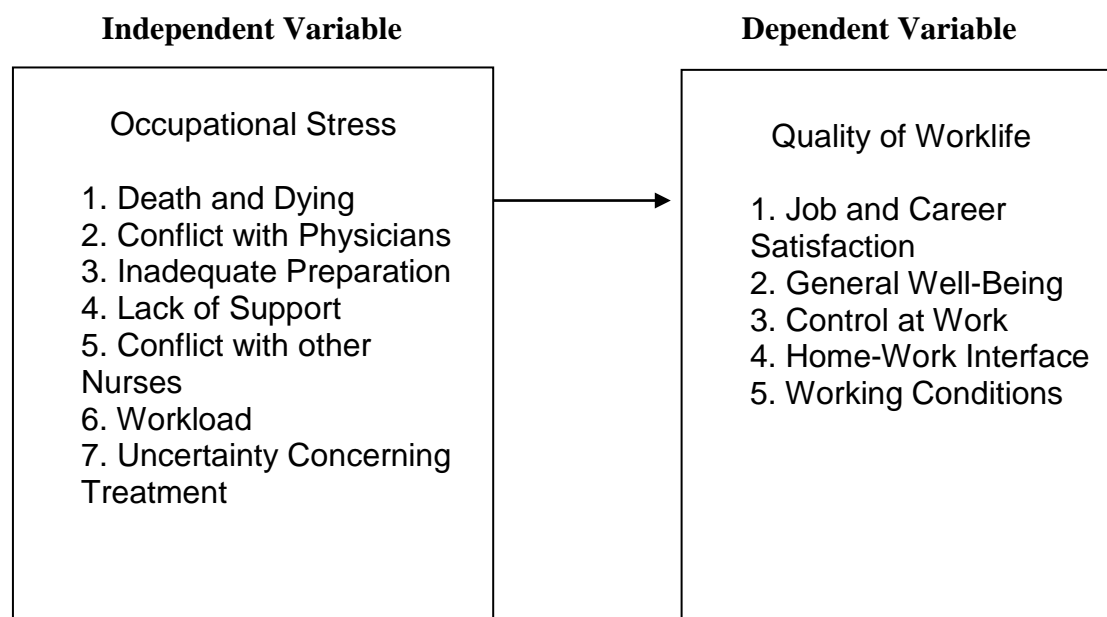 Independent Variable
Dependent Variable
Occupational Stress
1. Death and Dying
2. Conflict with Physicians
3. Inadequate Preparation
4. Lack of Support
5. Conflict with other
Nurses
6. Workload
7. Uncertainty Concerning
Treatment
Quality of Worklife
1. Job and Career
Satisfaction
2. General Well-Being
3. Control at Work
4. Home-Work Interface
5. Working Conditions